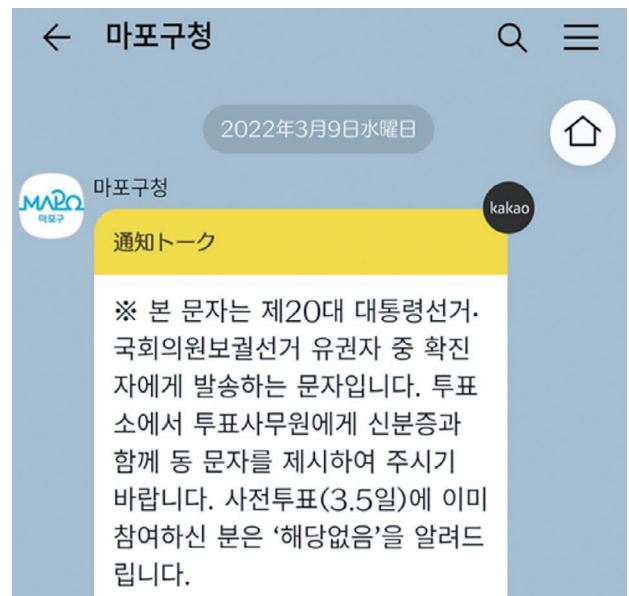 마포구청
2022年3月9日水曜日
마포구청
MAPO
마포구
kakao
通知トーク
※ 본 문자는 제20대 대통령선거·
국회의원보궐선거 유권자 중 확진
자에게 발송하는 문자입니다. 투표
소에서 투표사무원에게 신분증과
함께 동 문자를 제시하여 주시기
바랍니다. 사전투표(3.5일)에 이미
참여하신 분은 ‘해당없음’을 알려드
립니다.